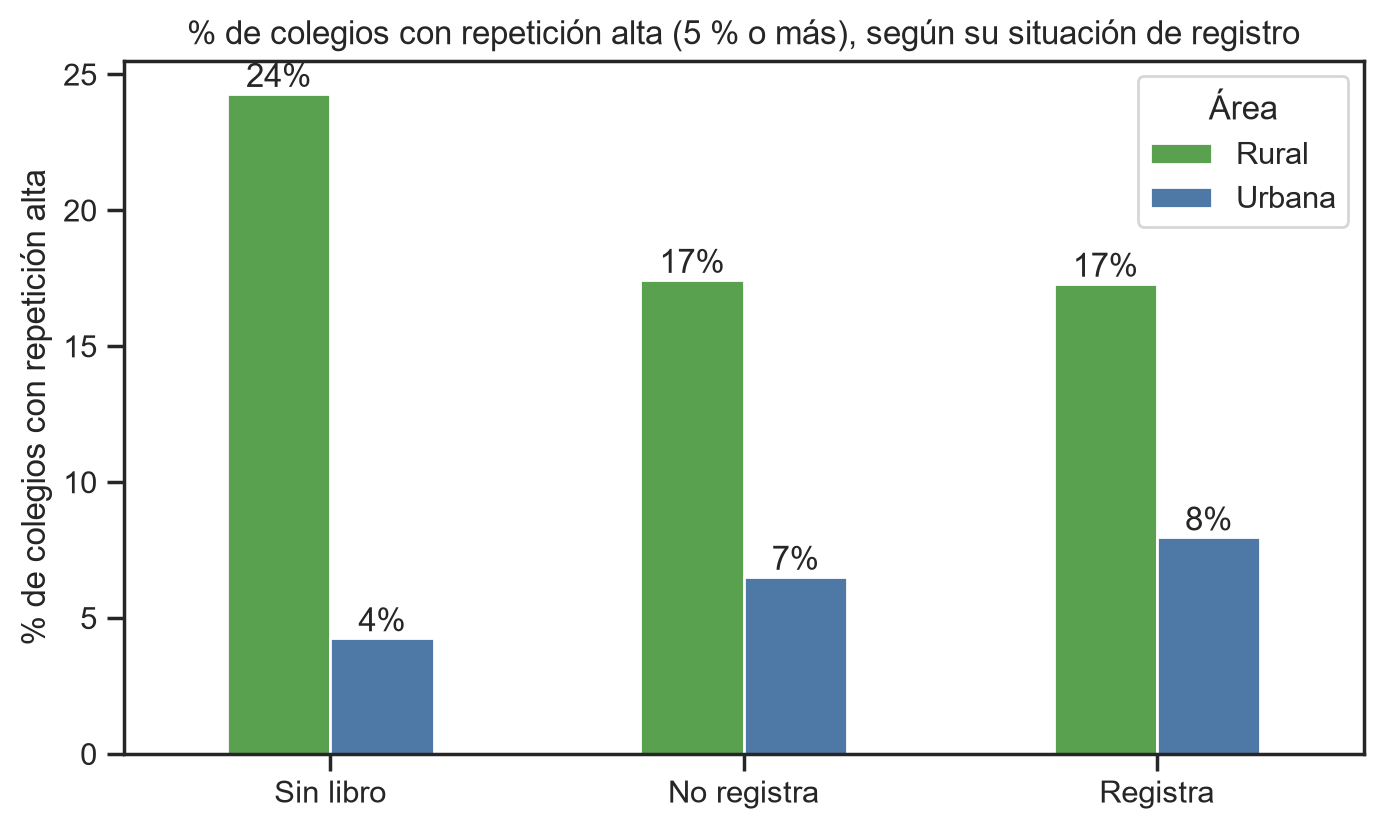 % de colegios con repetición alta (5 % o más), según su situación de registro
% de colegios con repetición alta
25
20
15
10
5
0
24%
4%
17%
7%
17%
8%
Área
Rural
Urbana
Sin libro
No registra
Registra